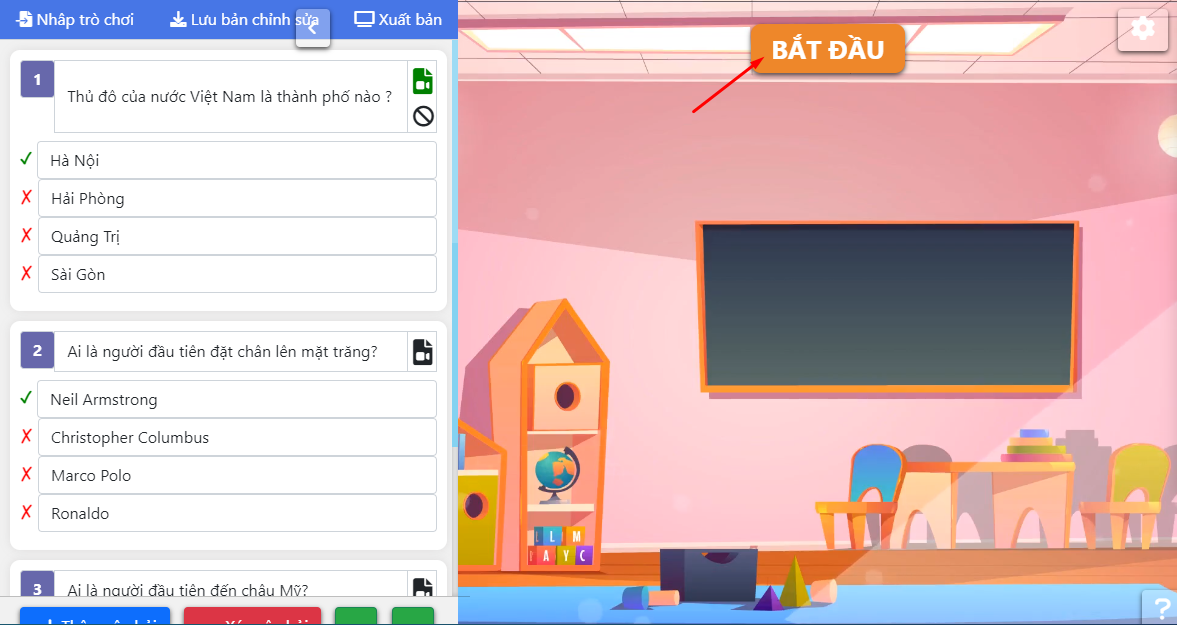 Nhập trò chơi
Lưu bản chỉnh sửa
Xuất bản
BẮT ĐẦU
1
Thủ đô của nước Việt Nam là thành phố nào ?
Hà Nội
Hải Phòng
Quảng Trị
Sài Gòn
2
Ai là người đầu tiên đặt chân lên mặt trăng?
Neil Armstrong
Christopher Columbus
Marco Polo
Ronaldo
3
Ai là người đầu tiên đến châu Mỹ?
L L M
A Y C
?